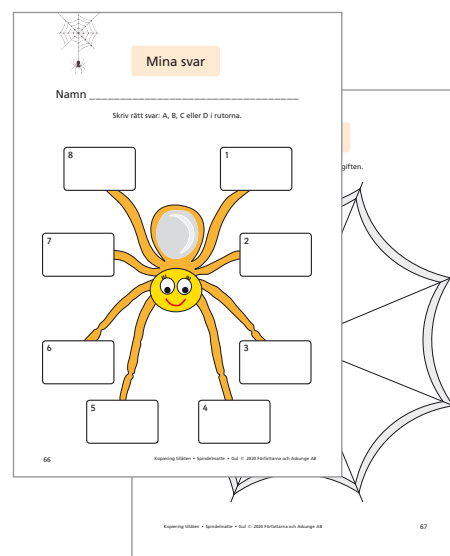 Mina svar
Namn ________________________________
Skriv rätt svar: A, B, C eller D i rutorna.
8
1
7
2
6
3
5
4
66
Kopiering tillåten • Spindelmatte • Gul © 2020 Författarna och Askunge AB
giften.
Kopiering tillåten • Spindelmatte • Gul © 2020 Författarna och Askunge AB
67